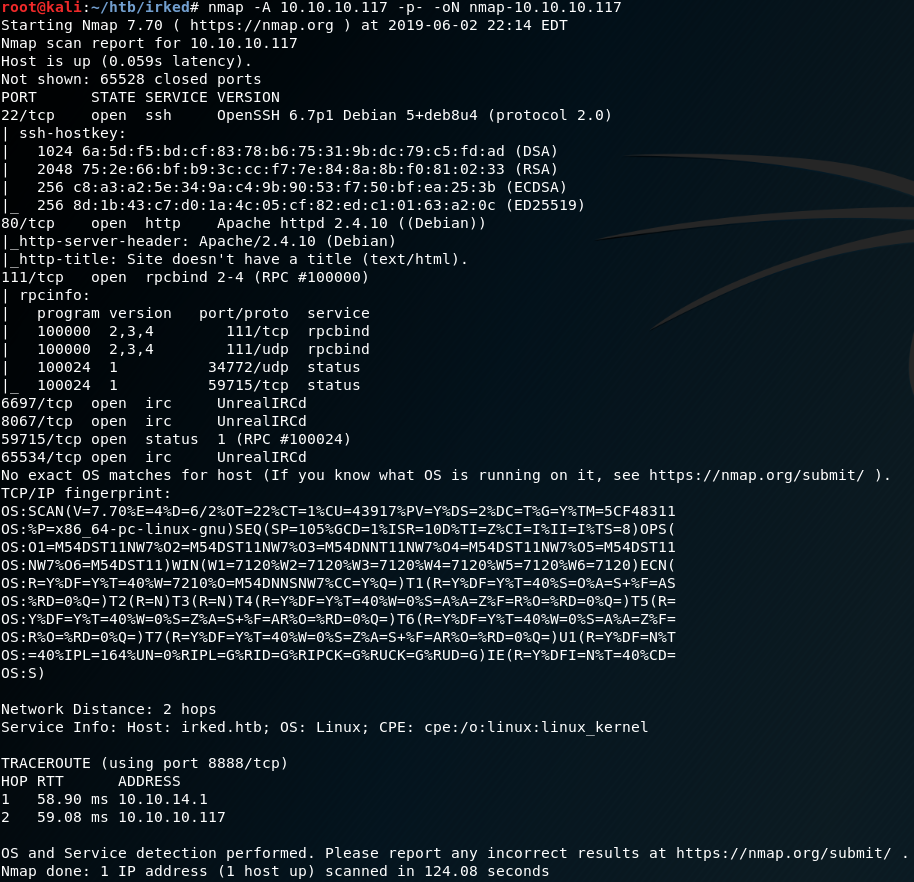 root@kali:~/htb/irked# nmap -A 10.10.10.117 -p- -oN nmap-10.10.10.117
Starting Nmap 7.70 ( https://nmap.org ) at 2019-06-02 22:14 EDT
Nmap scan report for 10.10.10.117
Host is up (0.059s latency).
Not shown: 65528 closed ports
PORT      STATE SERVICE VERSION
22/tcp    open  ssh     OpenSSH 6.7p1 Debian 5+deb8u4 (protocol 2.0)
| ssh-hostkey:
|   1024 6a:5d:f5:bd:cf:83:78:b6:75:31:9b:dc:79:c5:fd:ad (DSA)
|   2048 75:2e:66:bf:b9:3c:cc:f7:7e:84:8a:8b:f0:81:02:33 (RSA)
|   256 c8:a3:a2:5e:34:9a:c4:9b:90:53:f7:50:bf:ea:25:3b (ECDSA)
|_  256 8d:1b:43:c7:d0:1a:4c:05:cf:82:ed:c1:01:63:a2:0c (ED25519)
80/tcp    open  http    Apache httpd 2.4.10 ((Debian))
|_http-server-header: Apache/2.4.10 (Debian)
|_http-title: Site doesn't have a title (text/html).
111/tcp   open  rpcbind 2-4 (RPC #100000)
| rpcinfo:
|   program version   port/proto  service
|   100000  2,3,4        111/tcp  rpcbind
|   100000  2,3,4        111/udp  rpcbind
|   100024  1          34772/udp  status
|_  100024  1          59715/tcp  status
6697/tcp  open  irc     UnrealIRCd
8067/tcp  open  irc     UnrealIRCd
59715/tcp open  status  1 (RPC #100024)
65534/tcp open  irc     UnrealIRCd
No exact OS matches for host (If you know what OS is running on it, see https://nmap.org/submit/ ).
TCP/IP fingerprint:
OS:SCAN(V=7.70%E=4%D=6/2%OT=22%CT=1%CU=43917%PV=Y%DS=2%DC=T%G=Y%TM=5CF48311
OS:%P=x86_64-pc-linux-gnu)SEQ(SP=105%GCD=1%ISR=10D%TI=Z%CI=I%II=I%TS=8)OPS(
OS:O1=M54DST11NW7%O2=M54DST11NW7%O3=M54DNNT11NW7%O4=M54DST11NW7%O5=M54DST11
OS:NW7%O6=M54DST11)WIN(W1=7120%W2=7120%W3=7120%W4=7120%W5=7120%W6=7120)ECN(
OS:R=Y%DF=Y%T=40%W=7210%O=M54DNNSNW7%CC=Y%Q=)T1(R=Y%DF=Y%T=40%S=O%A=S+%F=AS
OS:%RD=0%Q=)T2(R=N)T3(R=N)T4(R=Y%DF=Y%T=40%W=0%S=A%A=Z%F=R%O=%RD=0%Q=)T5(R=
OS:Y%DF=Y%T=40%W=0%S=Z%A=S+%F=AR%O=%RD=0%Q=)T6(R=Y%DF=Y%T=40%W=0%S=A%A=Z%F=
OS:R%O=%RD=0%Q=)T7(R=Y%DF=Y%T=40%W=0%S=Z%A=S+%F=AR%O=%RD=0%Q=)U1(R=Y%DF=N%T
OS:=40%IPL=164%UN=0%RIPL=G%RID=G%RIPCK=G%RUCK=G%RUD=G)IE(R=Y%DFI=N%T=40%CD=
OS:S)
Network Distance: 2 hops
Service Info: Host: irked.htb; OS: Linux; CPE: cpe:/o:linux:linux_kernel
TRACEROUTE (using port 8888/tcp)
HOP RTT      ADDRESS
1   58.90 ms 10.10.14.1
2   59.08 ms 10.10.10.117
OS and Service detection performed. Please report any incorrect results at https://nmap.org/submit/ .
Nmap done: 1 IP address (1 host up) scanned in 124.08 seconds